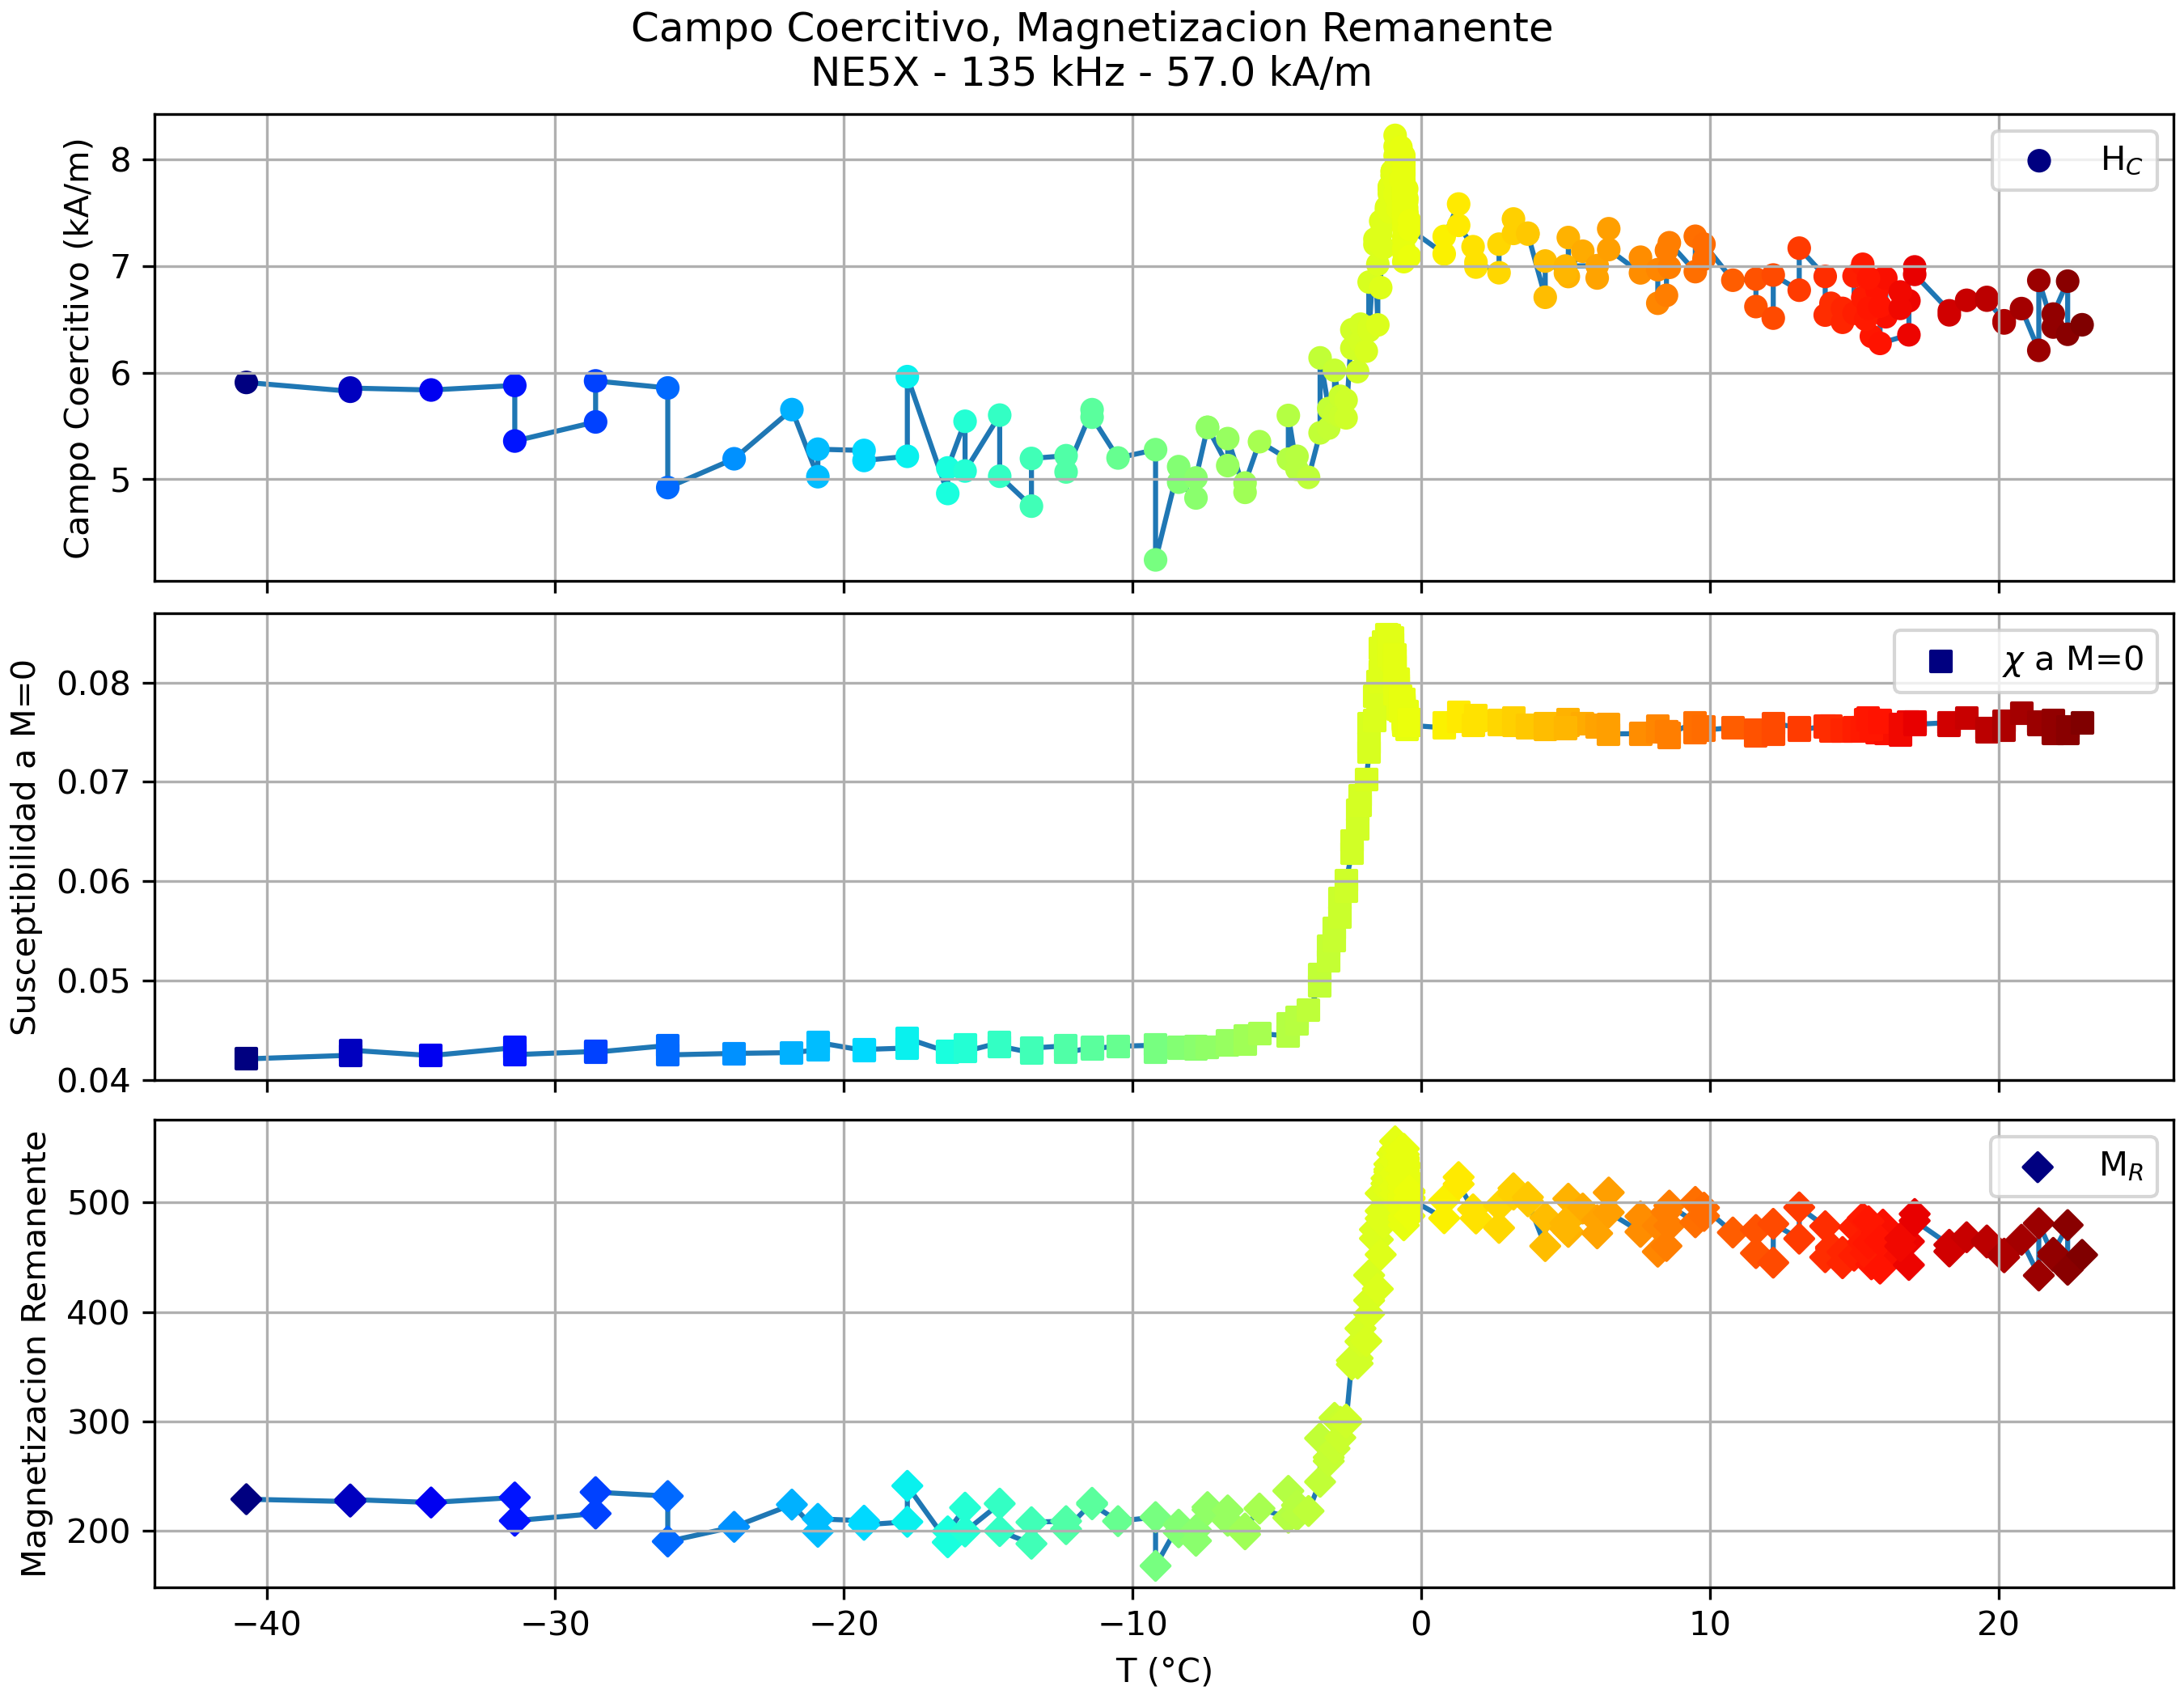 Campo Coercitivo, Magnetizacion Remanente
NE5X - 135 kHz - 57.0 kA/m
Campo Coercitivo (kA/m)
8
7
6
5
H_C
Susceptibilidad a M=0
0.08
0.07
0.06
0.05
0.04
χ a M=0
Magnetizacion Remanente
500
400
300
200
M_R
−40 −30 −20 −10 0 10 20
T (°C)